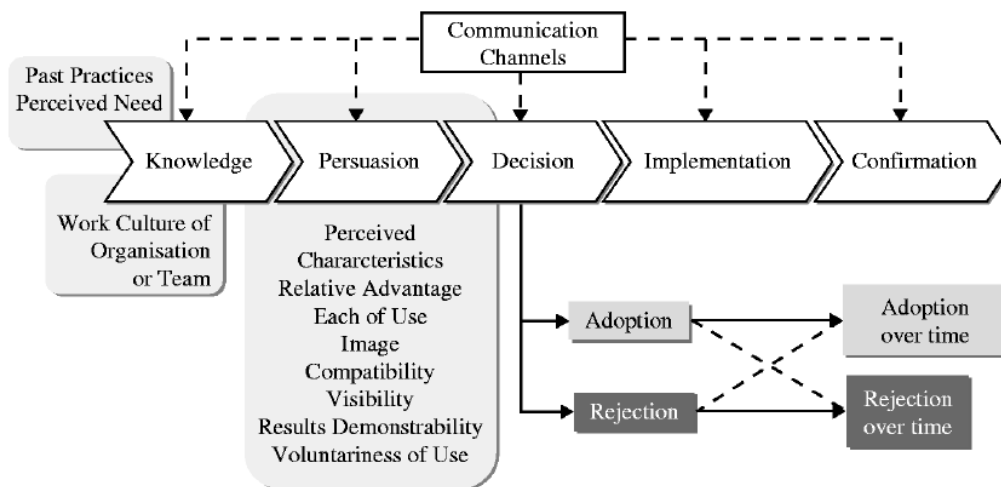 Communication
Channels
Past Practices
Perceived Need
Knowledge
Persuasion
Decision
Implementation
Confirmation
Work Culture of
Organisation
or Team
Perceived
Chararcteristics
Relative Advantage
Each of Use
Image
Compatibility
Visibility
Results Demonstrability
Voluntariness of Use
Adoption
Adoption
over time
Rejection
Rejection
over time